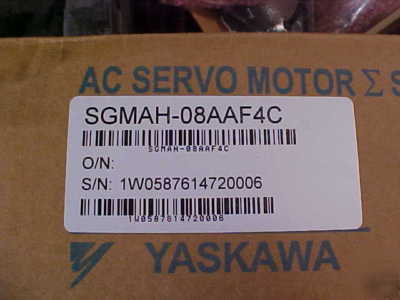 AC SERVO MOTOR Σ S
SGMAH-08AAF4C
SGMAH-08AAF4C
O/N:
S/N: 1W0587614720006
1W0587614720006
YASKAWA